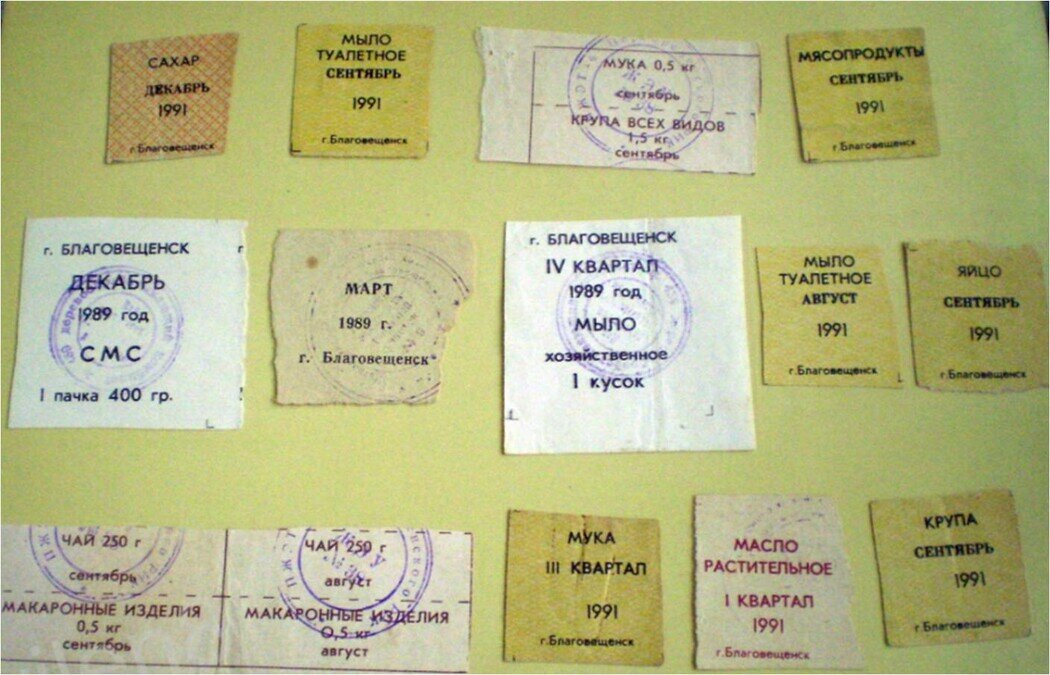 САХАР
ДЕКАБРЬ
1991
г.Благовещенск
МЫЛО
ТУАЛЕТНОЕ
СЕНТЯБРЬ
1991
г.Благовещенск
МУКА 0,5 кг
сентябрь
КРУПА ВСЕХ ВИДОВ
1,5 кг
сентябрь
МЯСОПРОДУКТЫ
СЕНТЯБРЬ
1991
г.Благовещенск
г. БЛАГОВЕЩЕНСК
ДЕКАБРЬ
1989 год
СМС
1 пачка 400 гр.
МАРТ
1989 г.
г. Благовещенск
г. БЛАГОВЕЩЕНСК
IV КВАРТАЛ
1989 год
МЫЛО
хозяйственное
1 кусок
МЫЛО
ТУАЛЕТНОЕ
АВГУСТ
1991
г.Благовещенск
ЯЙЦО
СЕНТЯБРЬ
1991
г.Благовещенск
ЧАЙ 250 г
сентябрь
МАКАРОННЫЕ ИЗДЕЛИЯ
0,5 кг
сентябрь
ЧАЙ 250 г
август
МАКАРОННЫЕ ИЗДЕЛИЯ
0,5 кг
август
МУКА
III КВАРТАЛ
1991
г.Благовещенск
МАСЛО
РАСТИТЕЛЬНОЕ
I КВАРТАЛ
1991
г.Благовещенск
КРУПА
СЕНТЯБРЬ
1991
г.Благовещенск